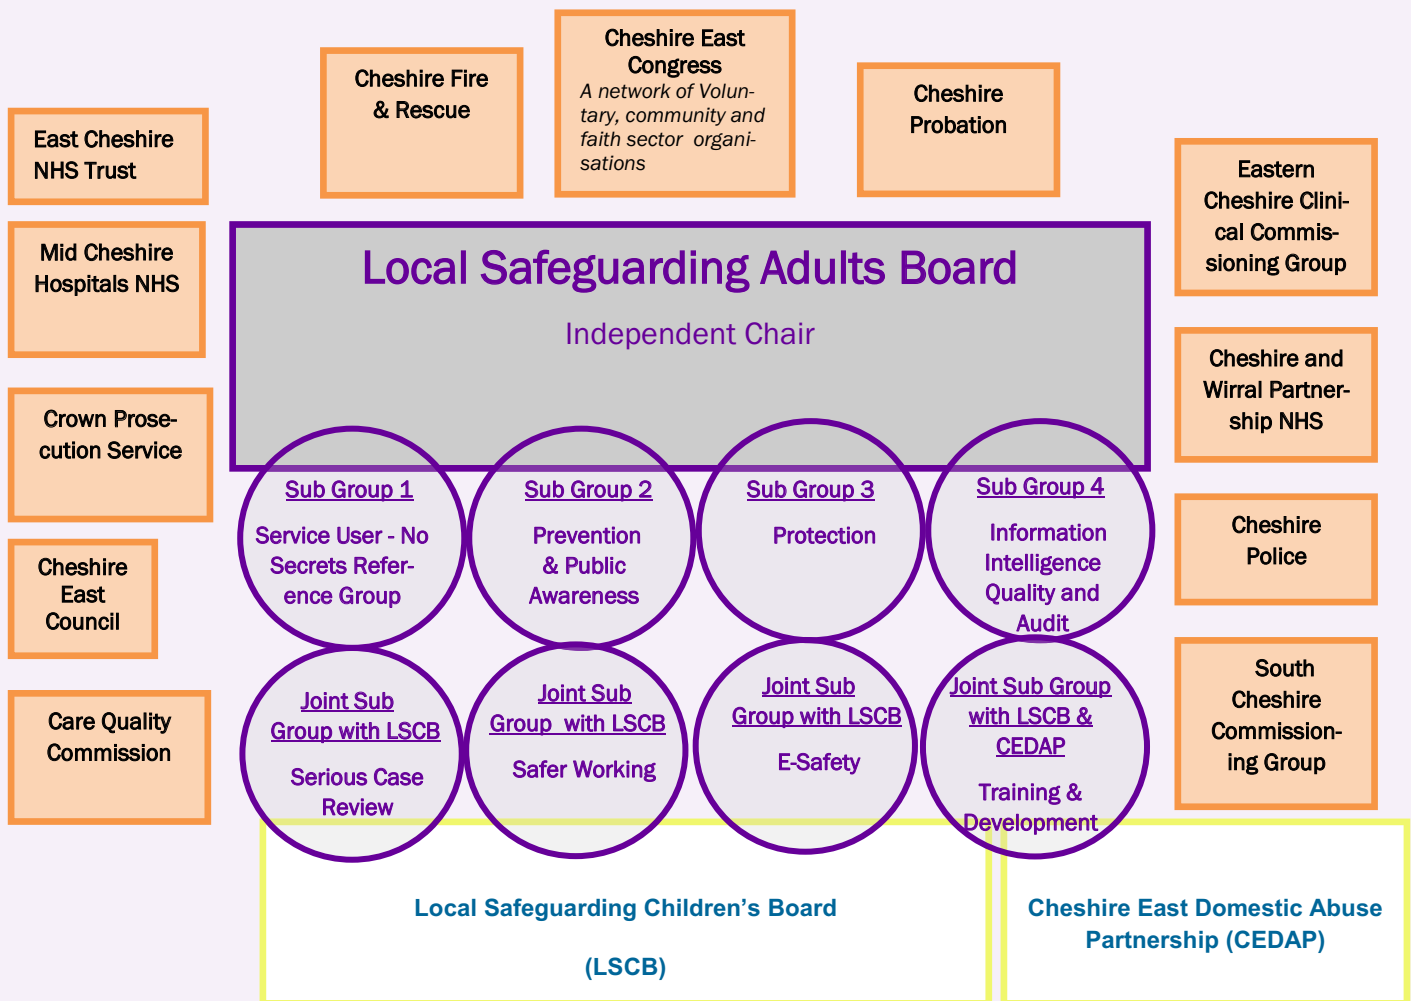 Cheshire East
Congress
A network of Volun-
tary, community and
faith sector organi-
sations
Cheshire Fire
& Rescue
Cheshire
Probation
East Cheshire
NHS Trust
Mid Cheshire
Hospitals NHS
Crown Prose-
cution Service
Cheshire
East
Council
Care Quality
Commission
Eastern
Cheshire Clini-
cal Commis-
sioning Group
Cheshire and
Wirral Partner-
ship NHS
Cheshire
Police
South
Cheshire
Commission-
ing Group
Local Safeguarding Adults Board
Independent Chair
Sub Group 1
Service User - No
Secrets Refer-
ence Group
Sub Group 2
Prevention
& Public
Awareness
Sub Group 3
Protection
Sub Group 4
Information
Intelligence
Quality and
Audit
Joint Sub
Group with LSCB
Serious Case
Review
Joint Sub
Group with LSCB
Safer Working
Joint Sub
Group with LSCB
E-Safety
Joint Sub Group
with LSCB &
CEDAP
Training &
Development
Local Safeguarding Children’s Board
(LSCB)
Cheshire East Domestic Abuse
Partnership (CEDAP)